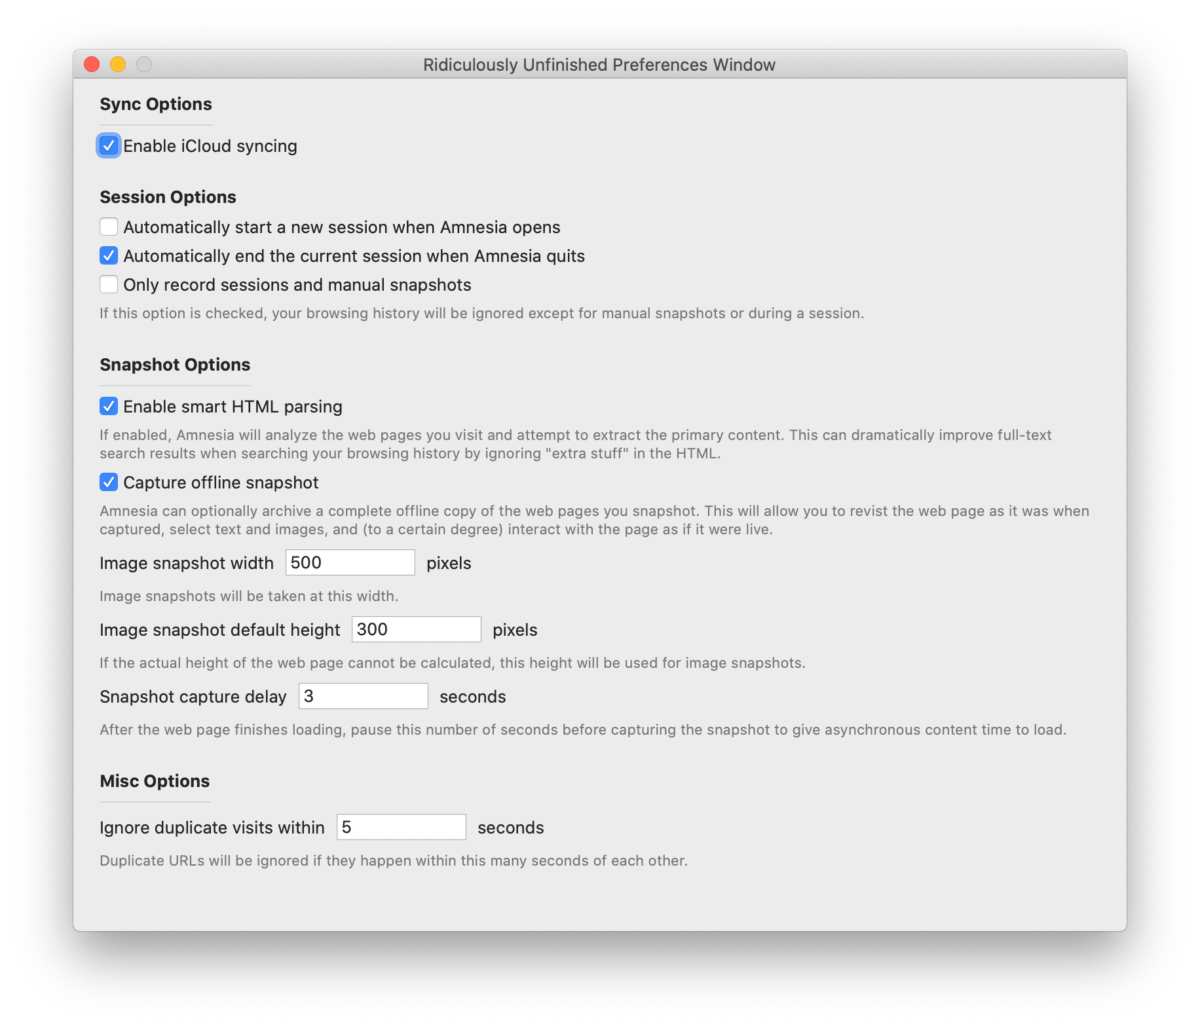 Ridiculously Unfinished Preferences Window
Sync Options
Enable iCloud syncing
Session Options
Automatically start a new session when Amnesia opens
Automatically end the current session when Amnesia quits
Only record sessions and manual snapshots
If this option is checked, your browsing history will be ignored except for manual snapshots or during a session.
Snapshot Options
Enable smart HTML parsing
If enabled, Amnesia will analyze the web pages you visit and attempt to extract the primary content. This can dramatically improve full-text
search results when searching your browsing history by ignoring "extra stuff" in the HTML.
Capture offline snapshot
Amnesia can optionally archive a complete offline copy of the web pages you snapshot. This will allow you to revist the web page as it was when
captured, select text and images, and (to a certain degree) interact with the page as if it were live.
Image snapshot width 500 pixels
Image snapshots will be taken at this width.
Image snapshot default height 300 pixels
If the actual height of the web page cannot be calculated, this height will be used for image snapshots.
Snapshot capture delay 3 seconds
After the web page finishes loading, pause this number of seconds before capturing the snapshot to give asynchronous content time to load.
Misc Options
Ignore duplicate visits within 5 seconds
Duplicate URLs will be ignored if they happen within this many seconds of each other.